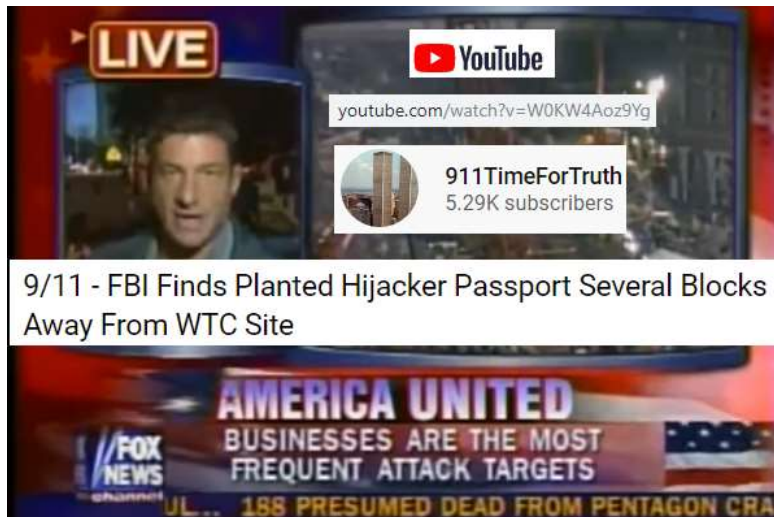 LIVE
YouTube
youtube.com/watch?v=W0KW4Aoz9Yg
911TimeForTruth
5.29K subscribers
9/11 - FBI Finds Planted Hijacker Passport Several Blocks
Away From WTC Site
AMERICA UNITED
BUSINESSES ARE THE MOST
FREQUENT ATTACK TARGETS
FOX
NEWS
channel
UL... 188 PRESUMED DEAD FROM PENTAGON CRA